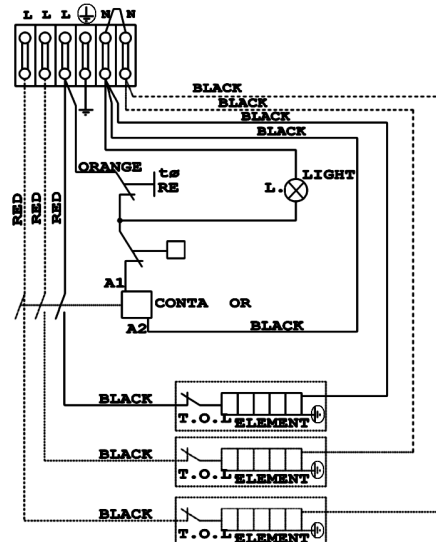 L L L N N
BLACK
BLACK
BLACK
ORANGE
tø
RE
LIGHT
L.
RED
RED
RED
A1
CONTA OR
A2
BLACK
BLACK
T.O.L ELEMENT
BLACK
T.O.L ELEMENT
BLACK
T.O.L ELEMENT